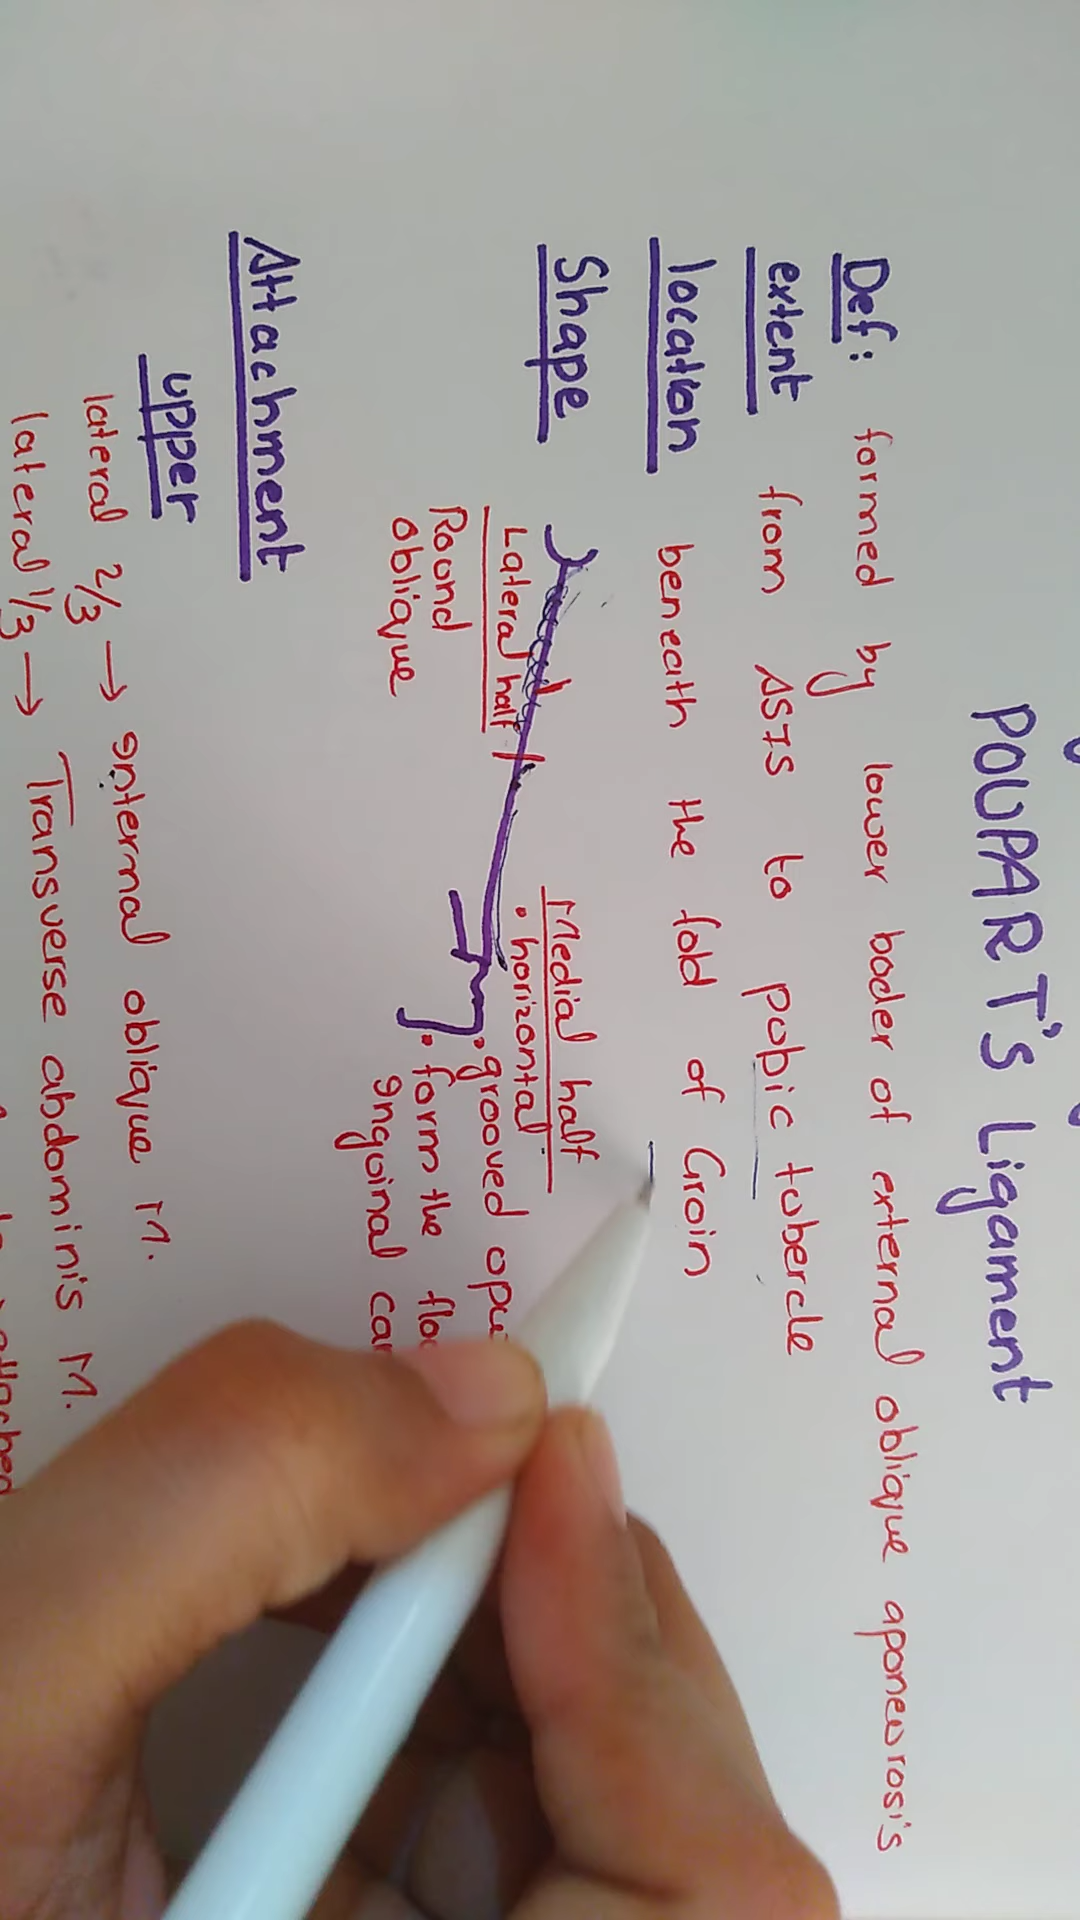 POUPART's Ligament
Def: formed by lower boder of external oblique aponeurosis
extent from ASIS to pubic tubercle
location beneath the fold of Groin
Shape
Medial half
• horizontal
Lateral half
• grooved
Round
• form the
oblique
Inguinal
Attachment
upper
lateral 2/3 → Internal oblique M.
lateral 1/3 → Transverse abdominis M.